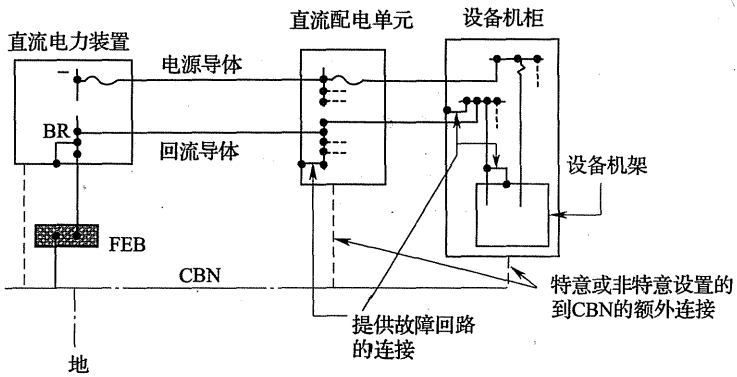 直流电力装置
直流配电单元
设备机柜
电源导体
BR
回流导体
设备机架
FEB
CBN
特意或非特意设置的
到CBN的额外连接
提供故障回路
的连接
地